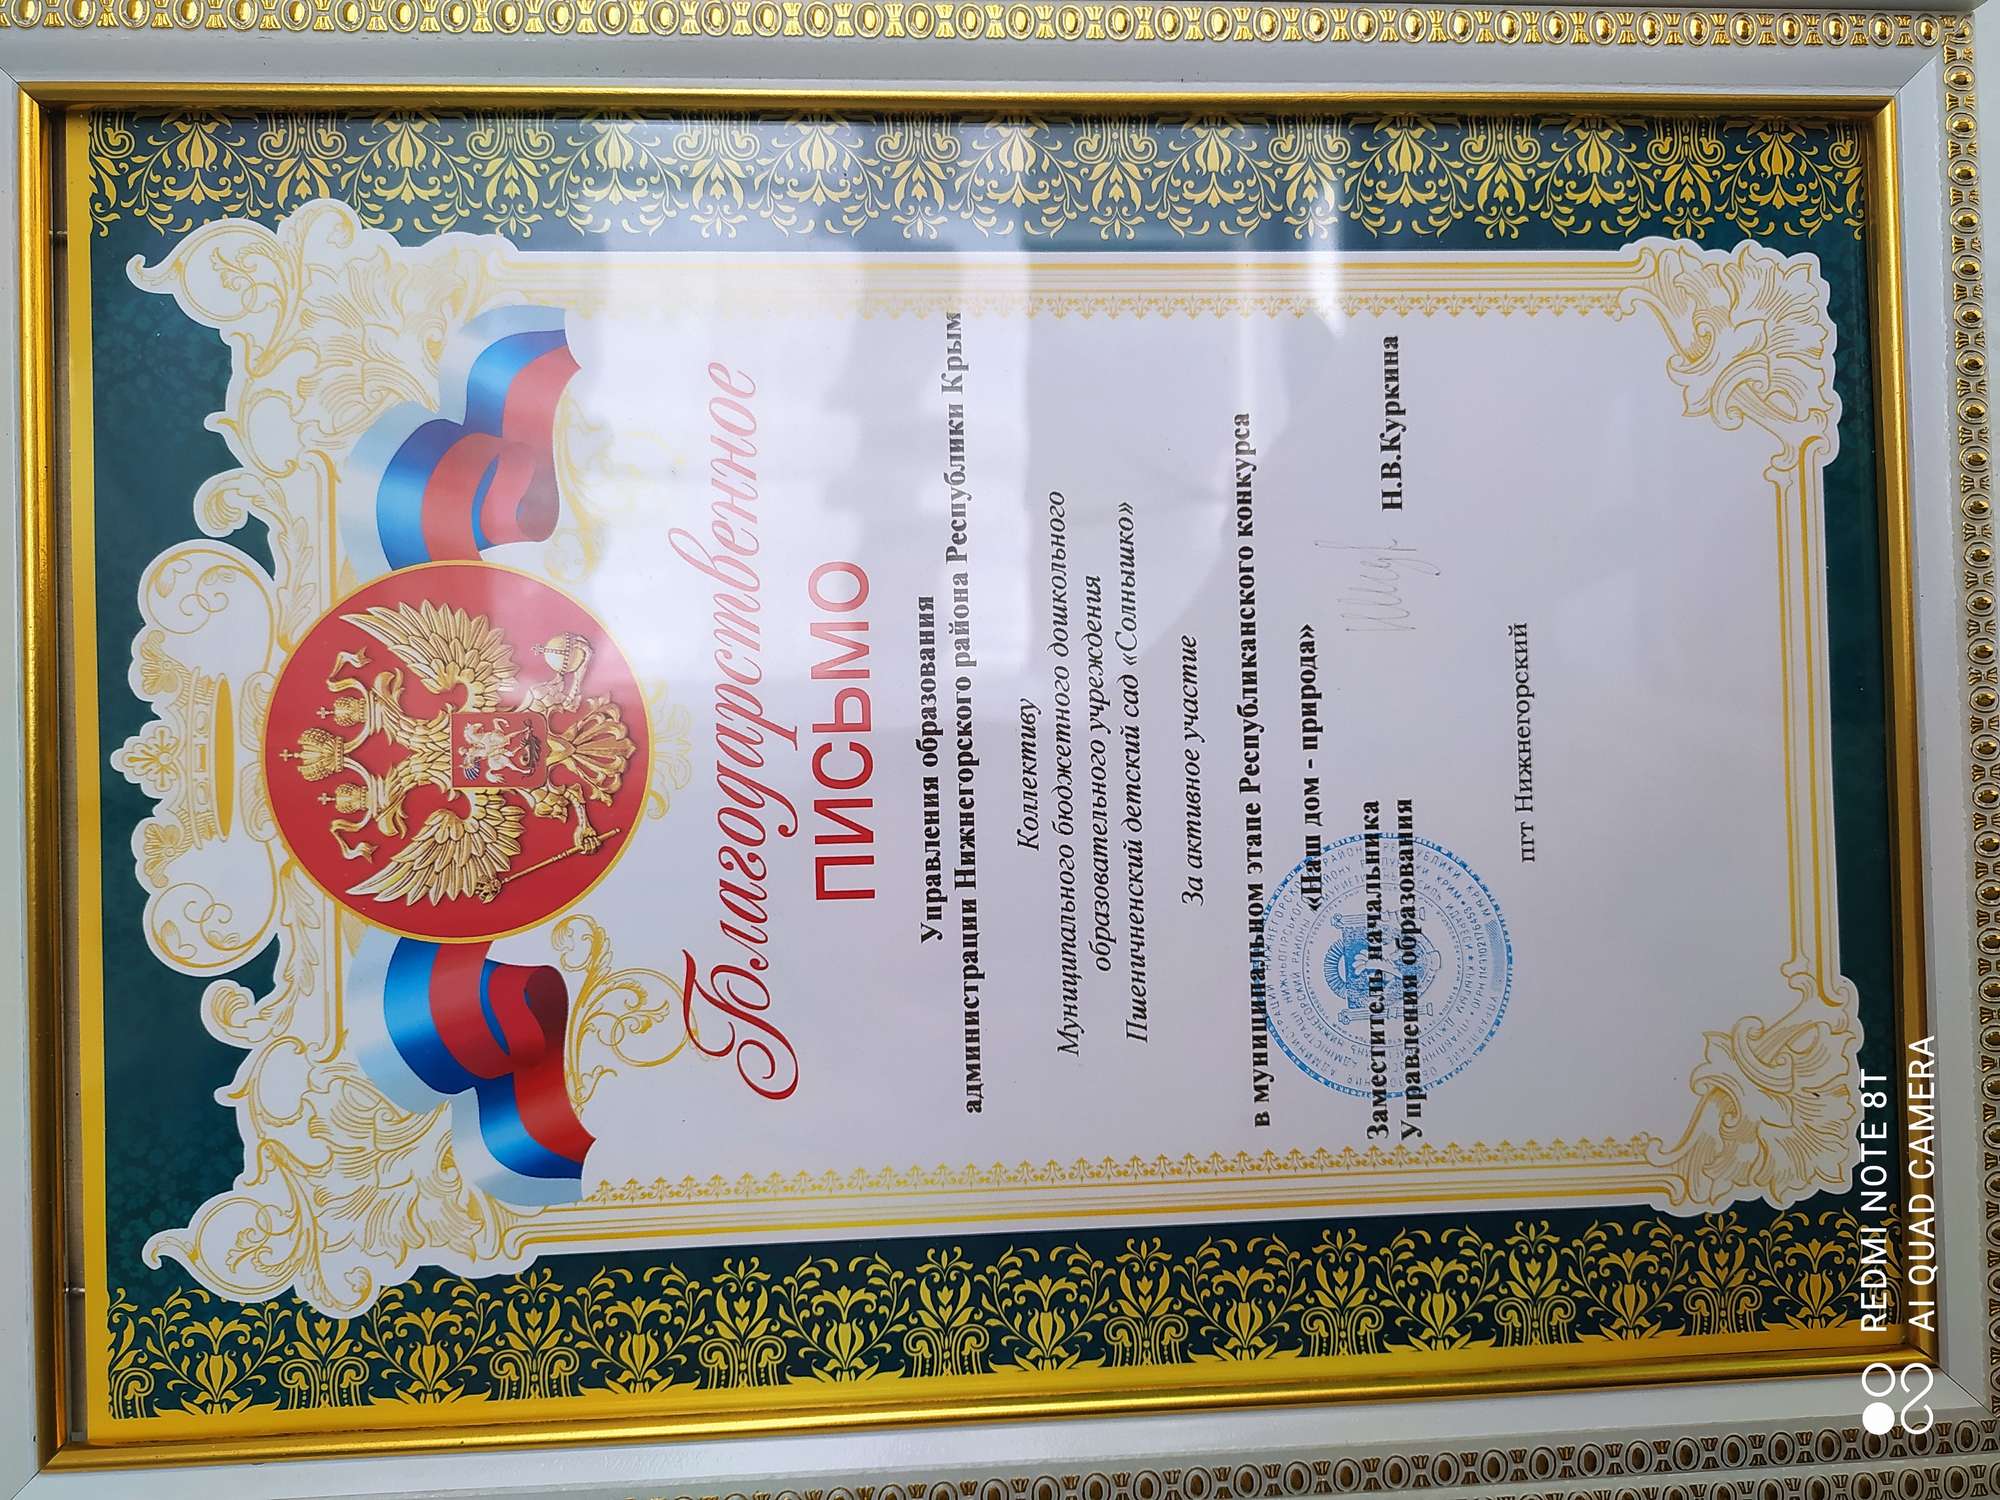 Благодарственное
ПИСЬМО
Управления образования
администрации Нижнегорского района Республики Крым
Коллективу
Муниципального бюджетного дошкольного
образовательного учреждения
Пшеничненский детский сад «Солнышко»
За активное участие
в муниципальном этапе Республиканского конкурса
«Наш дом - природа»
Заместитель начальника
Управления образования
Н.В.Куркина
пгт Нижнегорский
REDMI NOTE 8T
AI QUAD CAMERA